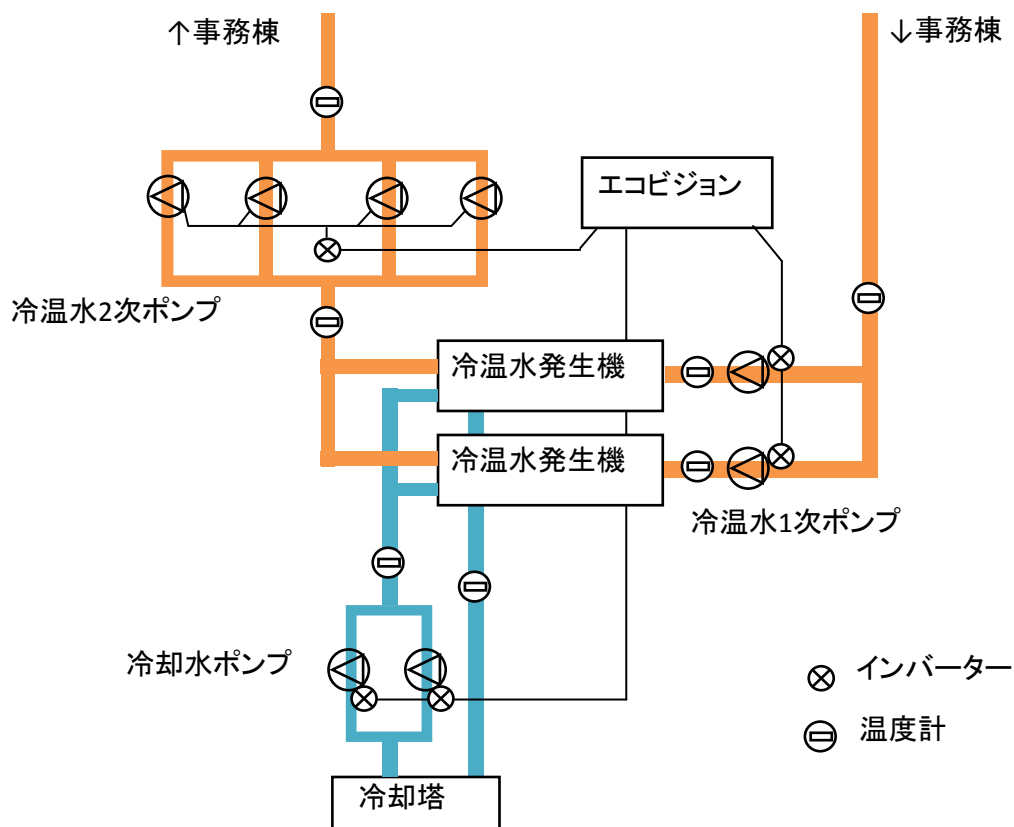 ↑事務棟
↓事務棟
エコビジョン
冷温水2次ポンプ
冷温水発生機
冷温水発生機
冷温水1次ポンプ
冷却水ポンプ
インバーター
温度計
冷却塔